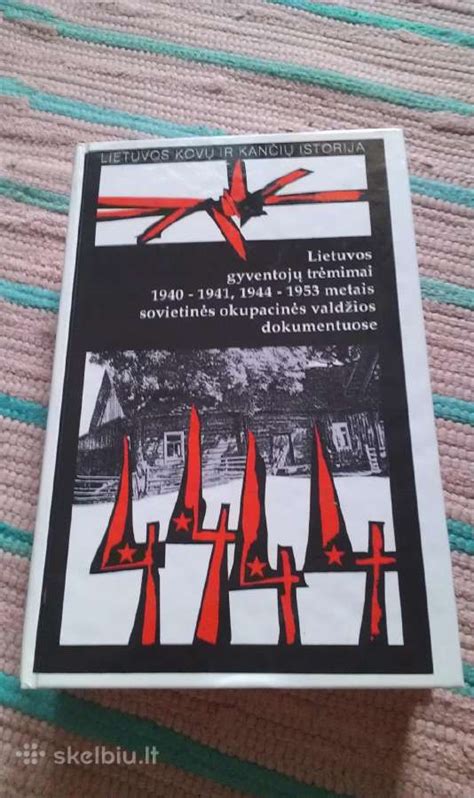 LIETUVOS KOVŲ IR KANČIŲ ISTORIJA
Lietuvos
gyventojų trėmimai
1940 - 1941, 1944 - 1953 metais
sovietinės okupacinės valdžios
dokumentuose
skelbiu.lt